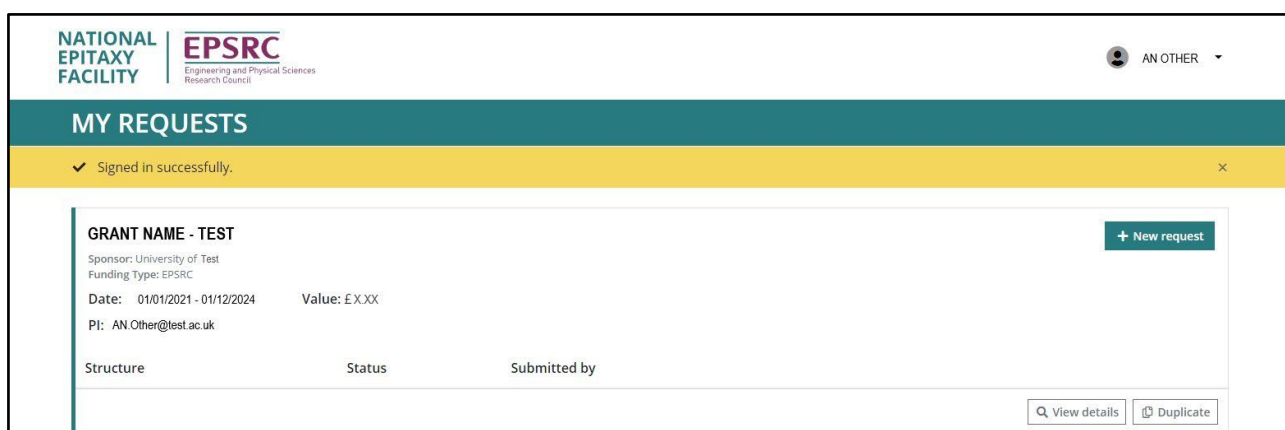 NATIONAL
EPITAXY
FACILITY
EPSRC
Engineering and Physical Sciences
Research Council
AN OTHER
MY REQUESTS
Signed in successfully.
GRANT NAME - TEST
+ New request
Sponsor: University of Test
Funding Type: EPSRC
Date: 01/01/2021 - 01/12/2024 Value: £ X.XX
PI: AN.Other@test.ac.uk
Structure Status Submitted by
View details Duplicate